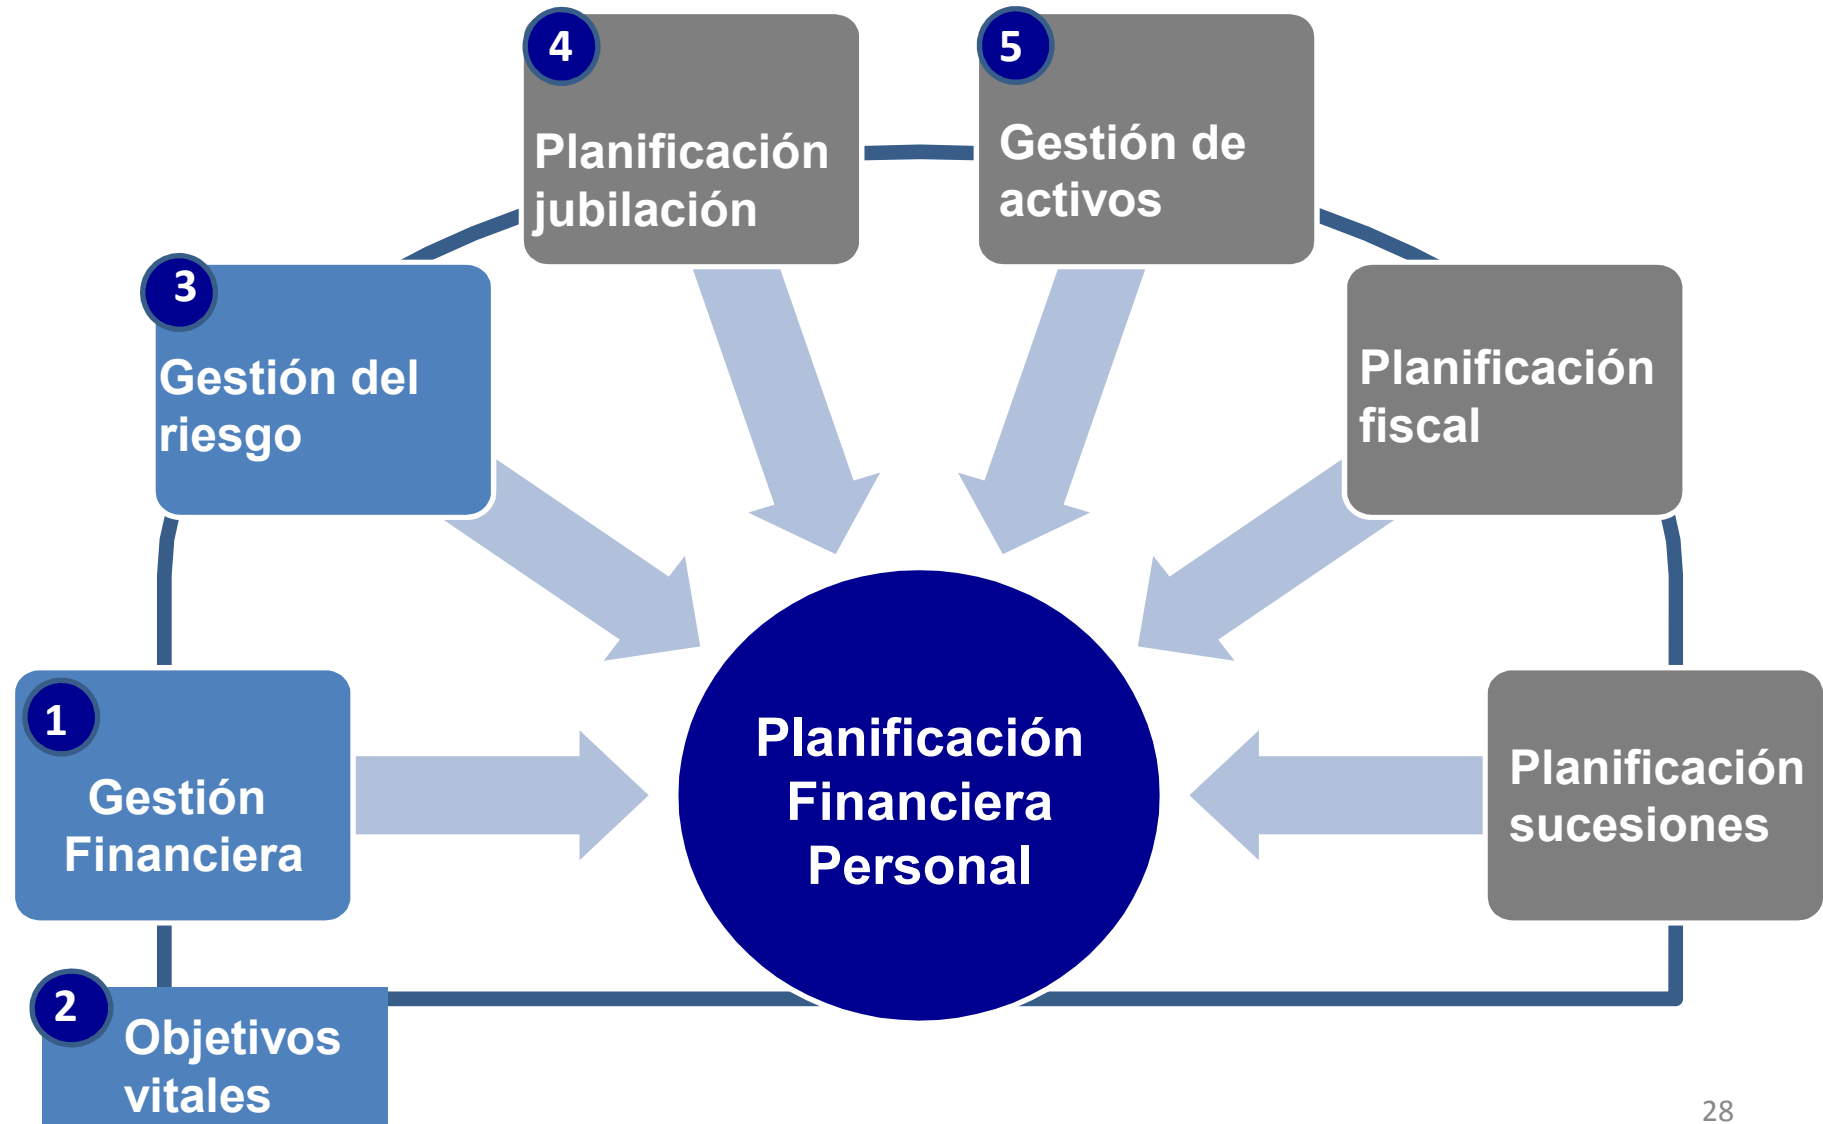 4
Planificación
jubilación
5
Gestión de
activos
3
Gestión del
riesgo
Planificación
fiscal
1
Gestión
Financiera
Planificación
Financiera
Personal
Planificación
sucesiones
2
Objetivos
vitales
28